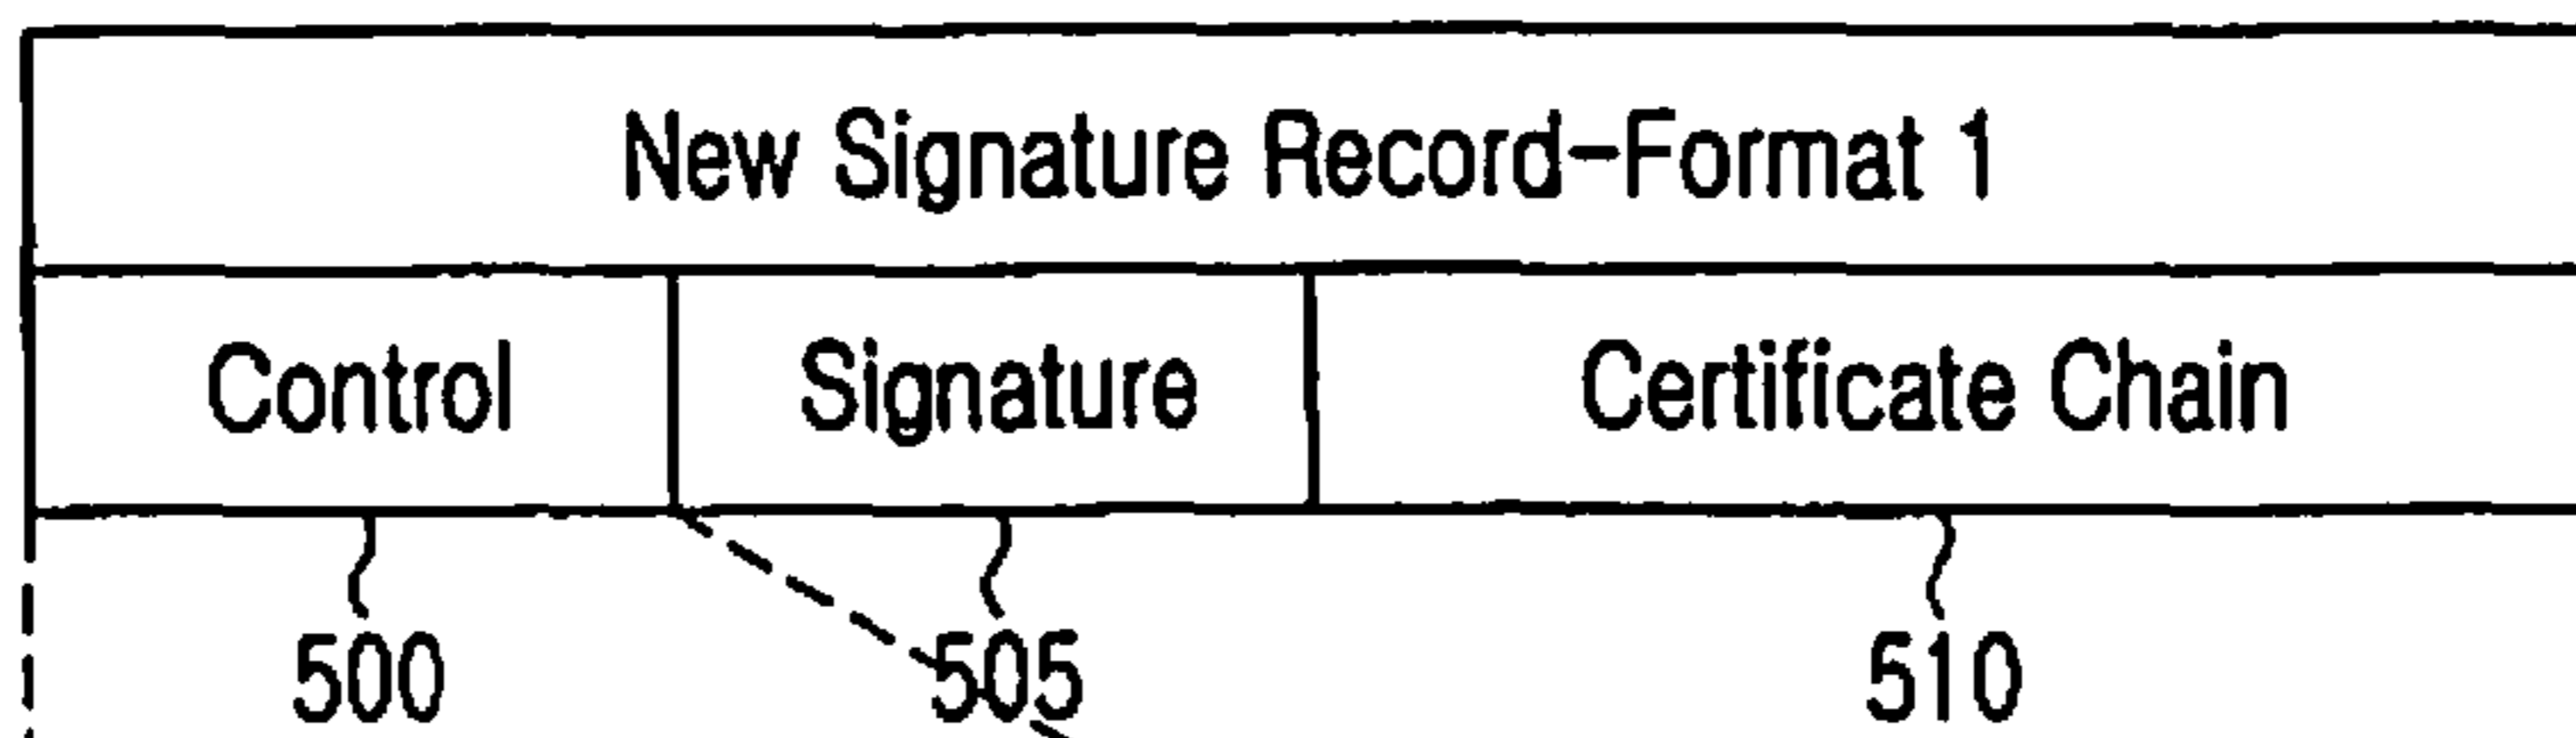 New Signature Record-Format 1
Control Signature Certificate Chain
500 505 510